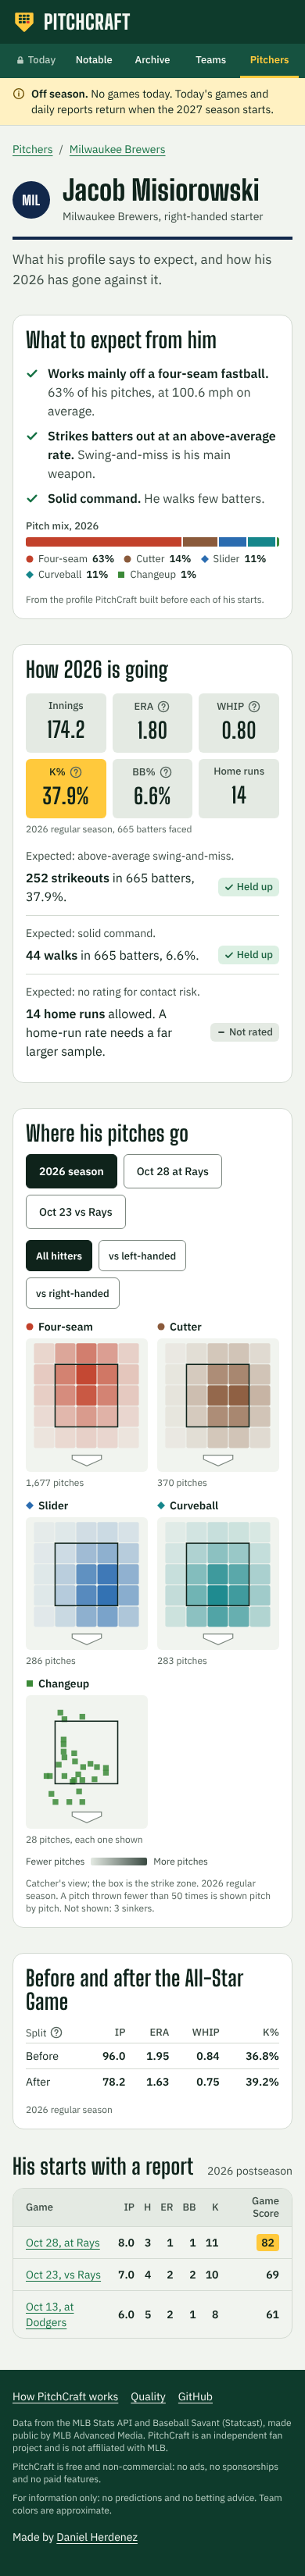 PITCHCRAFT
Today Notable Archive Teams Pitchers
Off season. No games today. Today's games and
daily reports return when the 2027 season starts.
Pitchers / Milwaukee Brewers
MIL
Jacob Misiorowski
Milwaukee Brewers, right-handed starter
What his profile says to expect, and how his
2026 has gone against it.
What to expect from him
Works mainly off a four-seam fastball.
63% of his pitches, at 100.6 mph on
average.
Strikes batters out at an above-average
rate. Swing-and-miss is his main
weapon.
Solid command. He walks few batters.
Pitch mix, 2026
Four-seam 63% Cutter 14% Slider 11%
Curveball 11% Changeup 1%
From the profile PitchCraft built before each of his starts.
How 2026 is going
Innings ERA WHIP
174.2 1.80 0.80
K% BB% Home runs
37.9% 6.6% 14
2026 regular season, 665 batters faced
Expected: above-average swing-and-miss.
252 strikeouts in 665 batters,
37.9%.
Held up
Expected: solid command.
44 walks in 665 batters, 6.6%.
Held up
Expected: no rating for contact risk.
14 home runs allowed. A
home-run rate needs a far
larger sample.
Not rated
Where his pitches go
2026 season Oct 28 at Rays
Oct 23 vs Rays
All hitters vs left-handed
vs right-handed
Four-seam Cutter
1,677 pitches 370 pitches
Slider Curveball
286 pitches 283 pitches
Changeup
28 pitches, each one shown
Fewer pitches More pitches
Catcher's view; the box is the strike zone. 2026 regular
season. A pitch thrown fewer than 50 times is shown pitch
by pitch. Not shown: 3 sinkers.
Before and after the All-Star
Game
Split IP ERA WHIP K%
Before 96.0 1.95 0.84 36.8%
After 78.2 1.63 0.75 39.2%
2026 regular season
His starts with a report 2026 postseason
Game IP H ER BB K Game
Score
Oct 28, at Rays 8.0 3 1 1 11 82
Oct 23, vs Rays 7.0 4 2 2 10 69
Oct 13, at
Dodgers 6.0 5 2 1 8 61
How PitchCraft works Quality GitHub
Data from the MLB Stats API and Baseball Savant (Statcast), made
public by MLB Advanced Media. PitchCraft is an independent fan
project and is not affiliated with MLB.
PitchCraft is free and non-commercial: no ads, no sponsorships
and no paid features.
For information only: no predictions and no betting advice. Team
colors are approximate.
Made by Daniel Herdenez